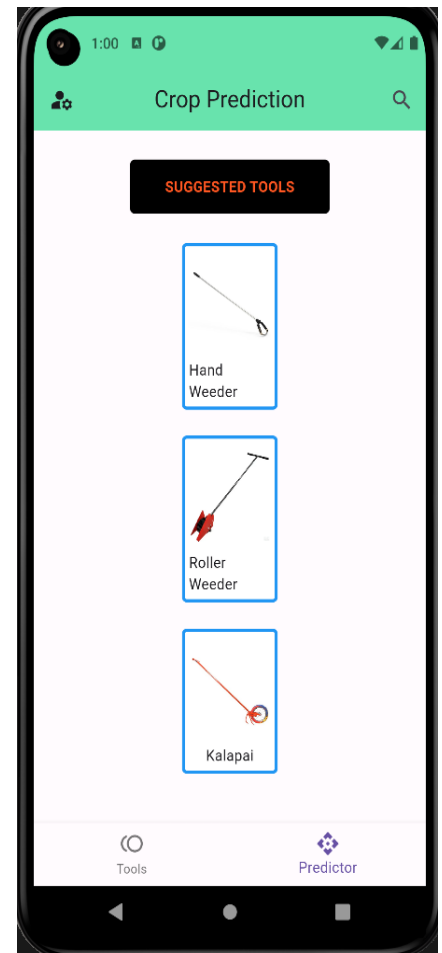 1:00
Crop Prediction
SUGGESTED TOOLS
Hand
Weeder
Roller
Weeder
Kalapai
Tools
Predictor